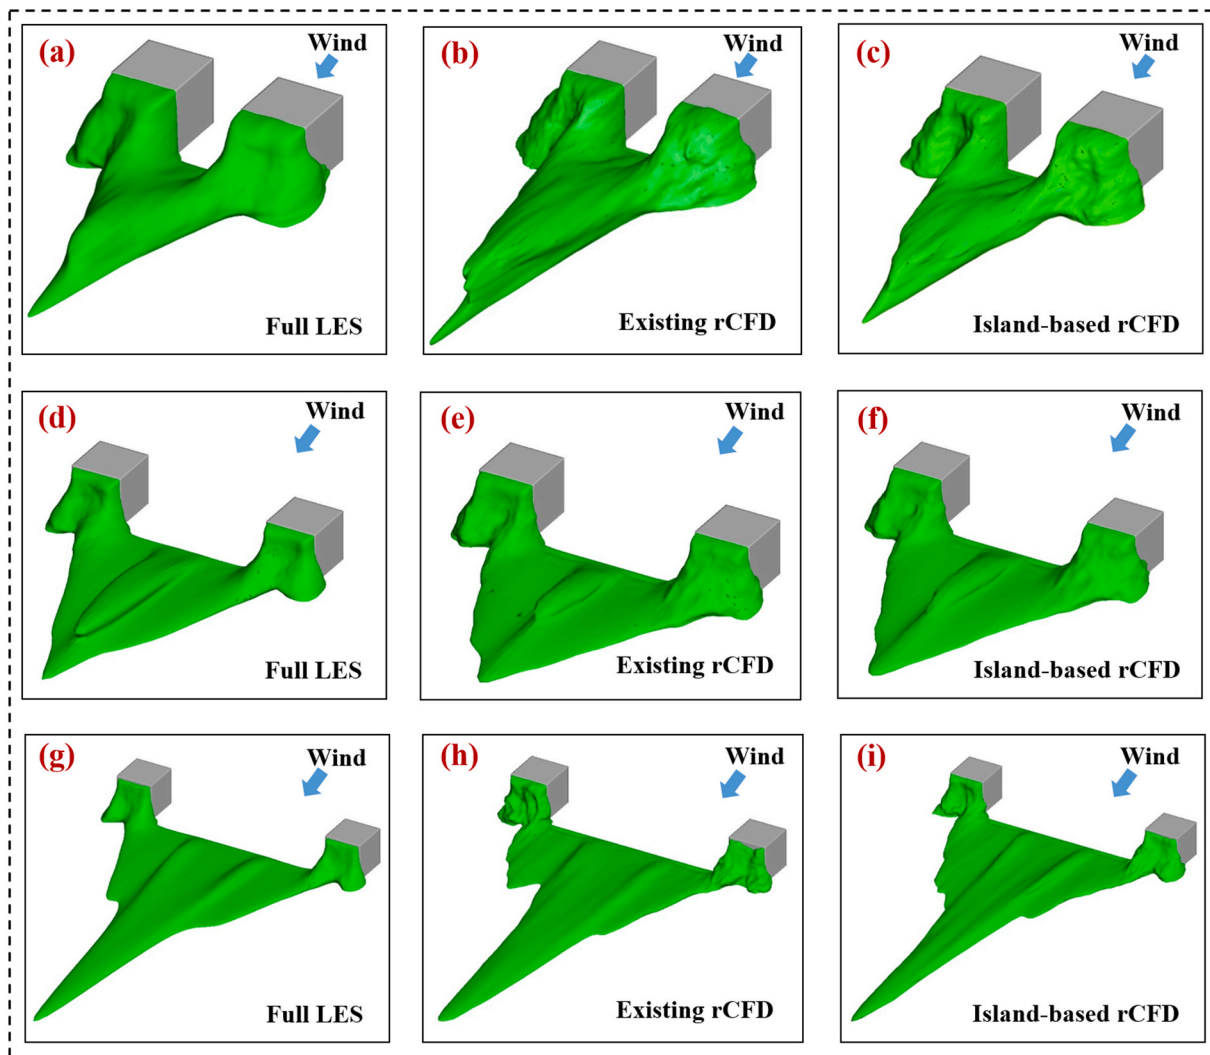 (a)
Wind
Full LES
(b)
Wind
Existing rCFD
(c)
Wind
Island-based rCFD
(d)
Wind
Full LES
(e)
Wind
Existing rCFD
(f)
Wind
Island-based rCFD
(g)
Wind
Full LES
(h)
Wind
Existing rCFD
(i)
Wind
Island-based rCFD